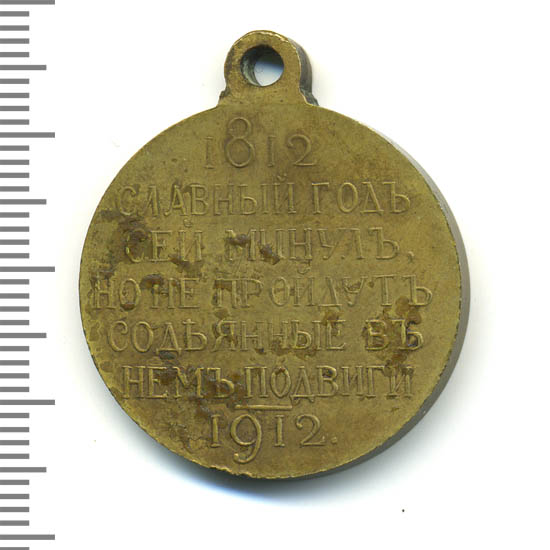 1812
СЛАВНЫЙ ГОДЪ
СЕЙ МИНУЛЪ,
НО НЕ ПРОЙДУТЪ
СОДѢЯННЫЕ ВЪ
НЕМЪ ПОДВИГИ
1912.